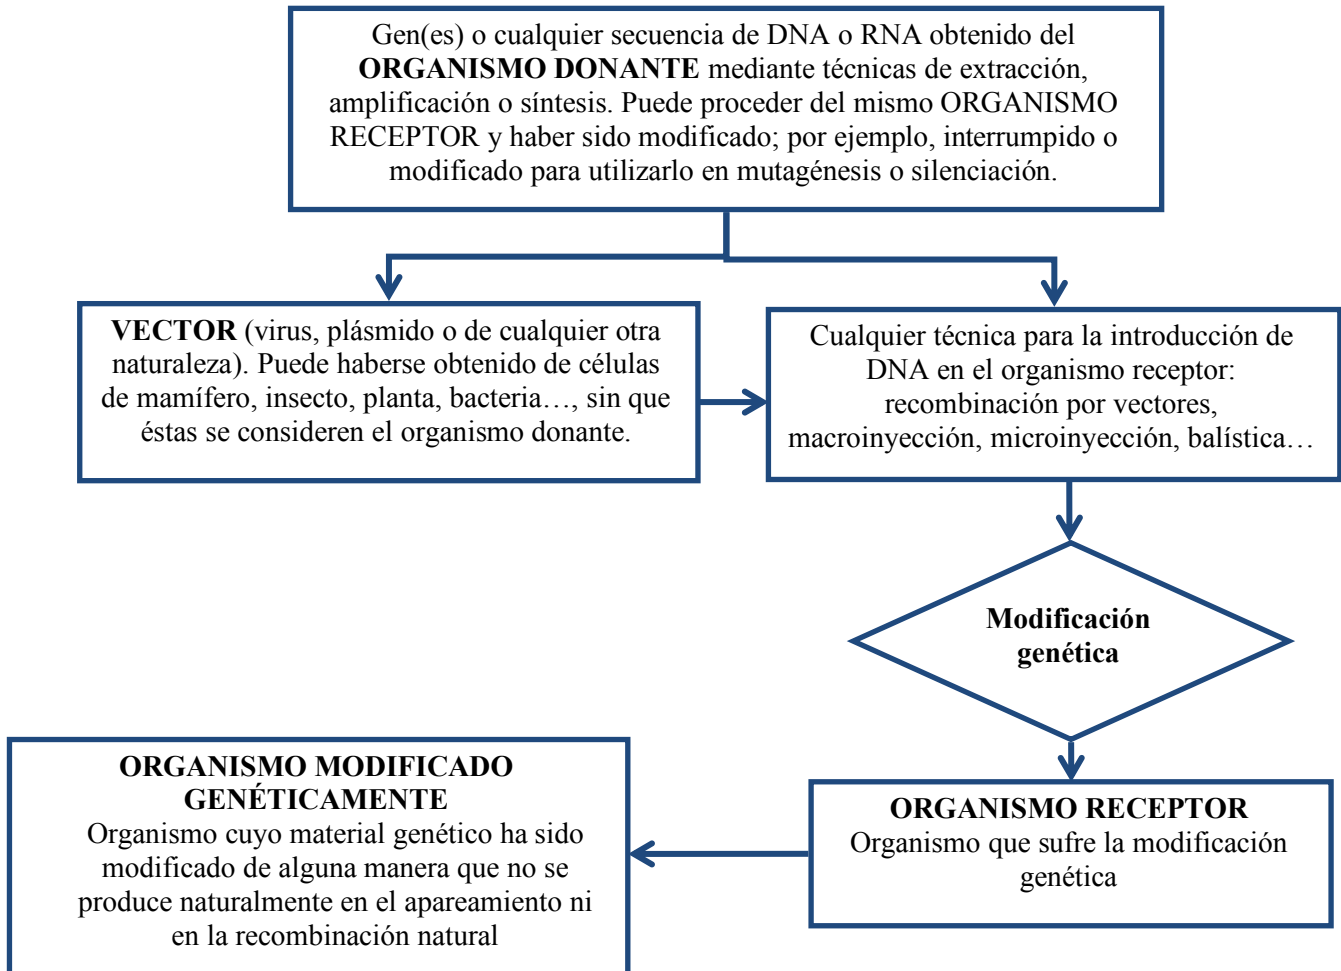 Gen(es) o cualquier secuencia de DNA o RNA obtenido del
ORGANISMO DONANTE mediante técnicas de extracción,
amplificación o síntesis. Puede proceder del mismo ORGANISMO
RECEPTOR y haber sido modificado; por ejemplo, interrumpido o
modificado para utilizarlo en mutagénesis o silenciación.
VECTOR (virus, plásmido o de cualquier otra
naturaleza). Puede haberse obtenido de células
de mamífero, insecto, planta, bacteria…, sin que
éstas se consideren el organismo donante.
Cualquier técnica para la introducción de
DNA en el organismo receptor:
recombinación por vectores,
macroinyección, microinyección, balística…
Modificación
genética
ORGANISMO RECEPTOR
Organismo que sufre la modificación
genética
ORGANISMO MODIFICADO
GENÉTICAMENTE
Organismo cuyo material genético ha sido
modificado de alguna manera que no se
produce naturalmente en el apareamiento ni
en la recombinación natural